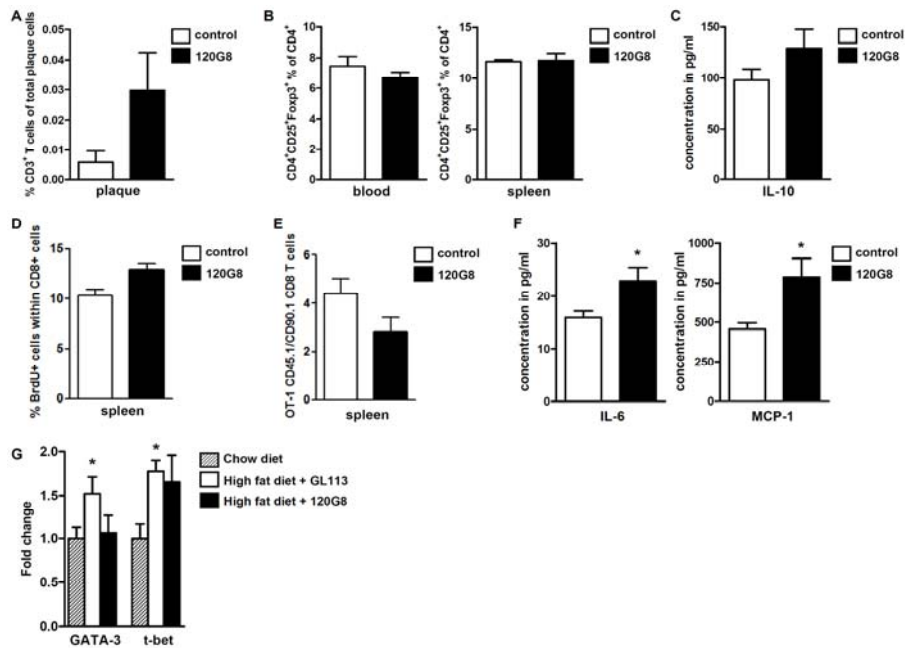 A
% CD3+ T cells of total plaque cells
0.05
0.04
0.03
0.02
0.01
0.00
plaque
control
120G8
B
CD4+CD25+Foxp3+ % of CD4+
10
8
6
4
2
0
blood
CD4+CD25+Foxp3+ % of CD4+
15
10
5
0
spleen
control
120G8
C
concentration in pg/ml
150
100
50
0
IL-10
control
120G8
D
% BrdU+ cells within CD8+ cells
15
10
5
0
spleen
control
120G8
E
OT-1 CD45.1/CD90.1 CD8 T cells
6
4
2
0
spleen
control
120G8
F
concentration in pg/ml
30
20
10
0
*
IL-6
concentration in pg/ml
1000
750
500
250
0
*
MCP-1
control
120G8
G
Fold change
2.0
1.5
1.0
0.5
0.0
*
*
GATA-3 t-bet
Chow diet
High fat diet + GL113
High fat diet + 120G8